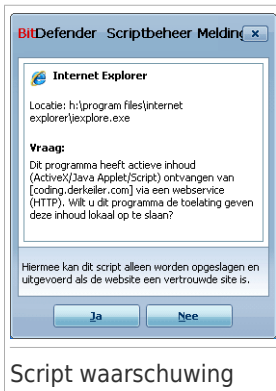 BitDefender Scriptbeheer Melding
Internet Explorer
Locatie: h:\program files\internet
explorer\iexplore.exe
Vraag:
Dit programma heeft actieve inhoud
(ActiveX/Java Applet/Script) ontvangen van
[coding.derkeiler.com] via een webservice
(HTTP). Wilt u dit programma de toelating geven
deze inhoud lokaal op te slaan?
Hiermee kan dit script alleen worden opgeslagen en
uitgevoerd als de website een vertrouwde site is.
Ja Nee
Script waarschuwing